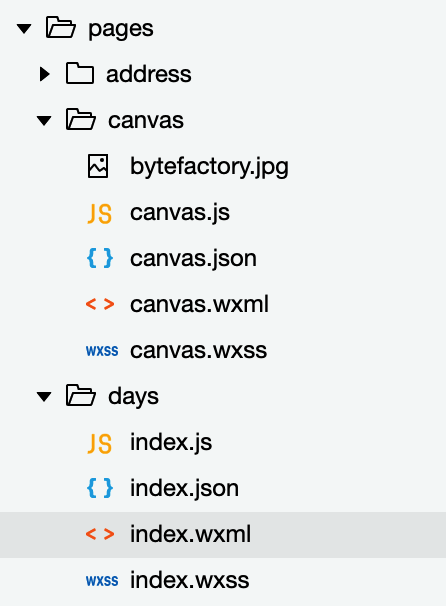 pages
address
canvas
bytefactory.jpg
JS canvas.js
{ } canvas.json
< > canvas.wxml
wxss canvas.wxss
days
JS index.js
{ } index.json
< > index.wxml
wxss index.wxss